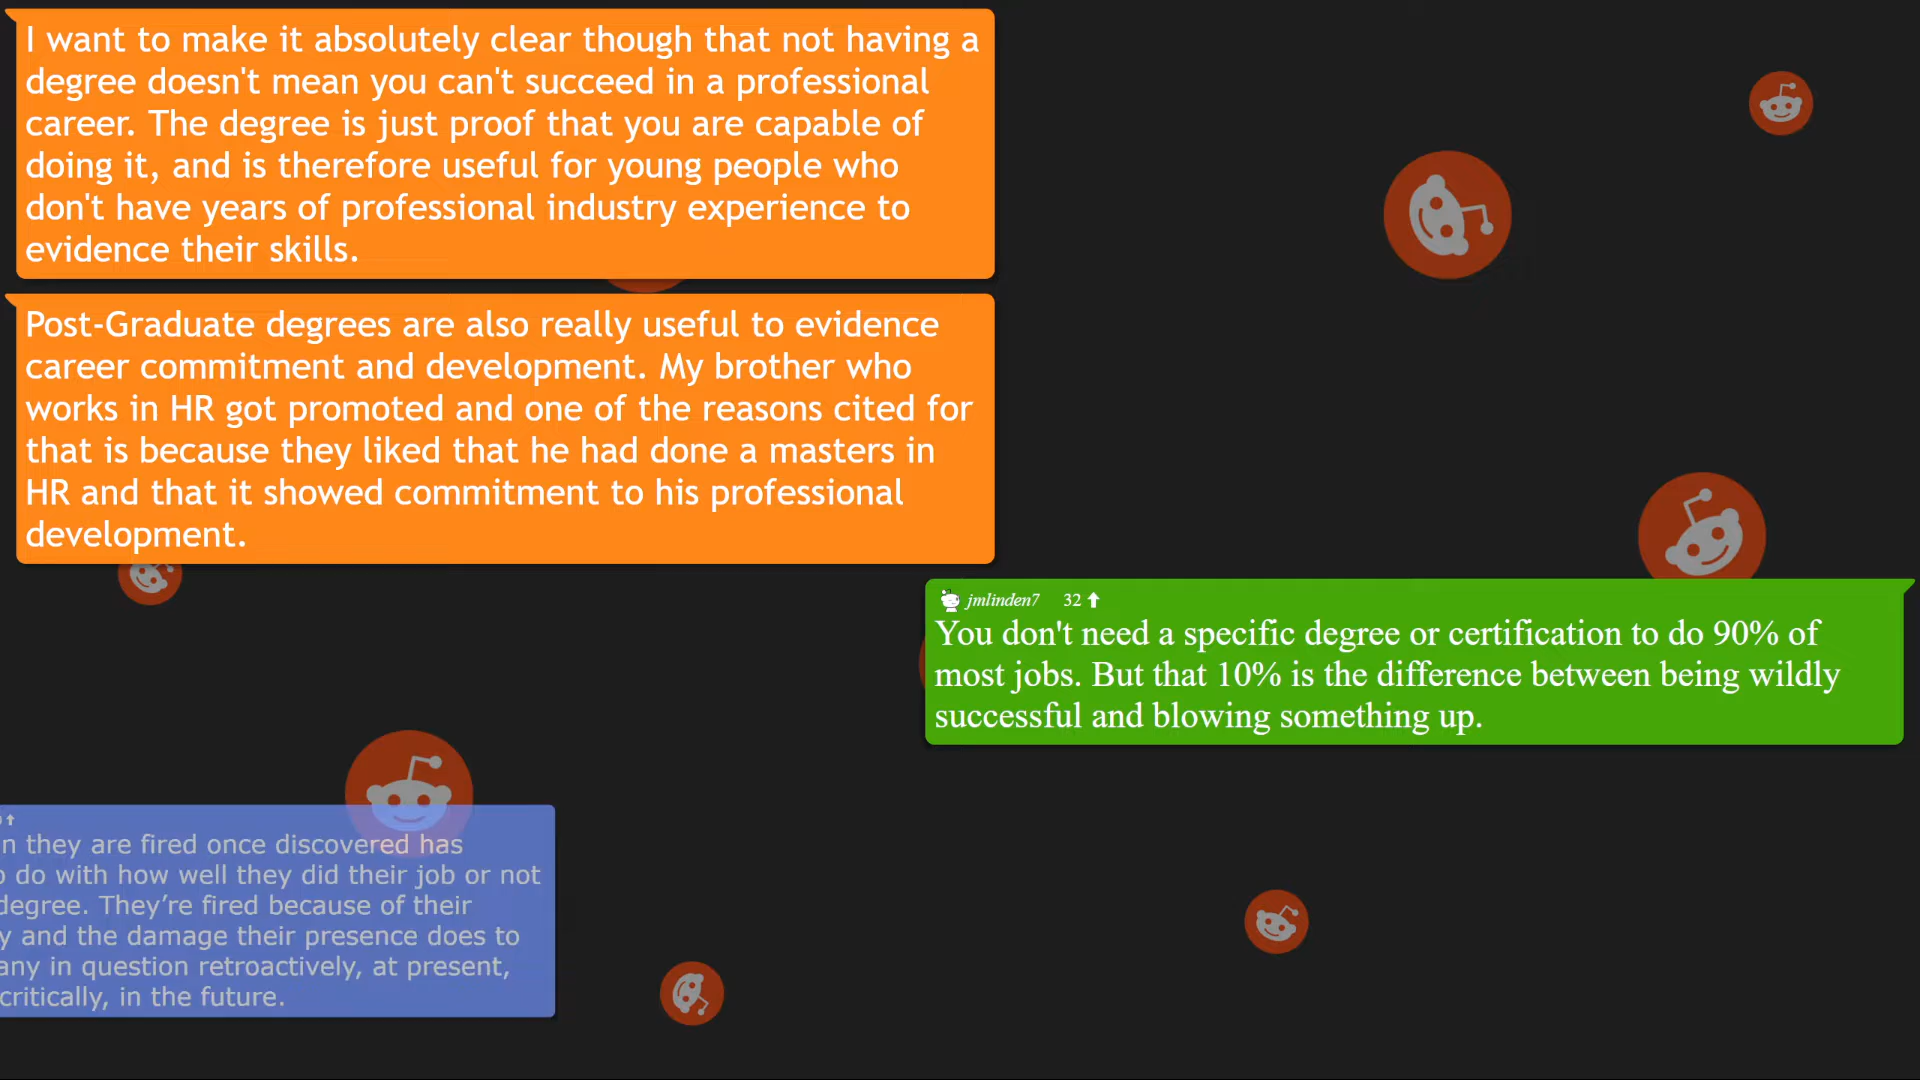 I want to make it absolutely clear though that not having a
degree doesn't mean you can't succeed in a professional
career. The degree is just proof that you are capable of
doing it, and is therefore useful for young people who
don't have years of professional industry experience to
evidence their skills.
Post-Graduate degrees are also really useful to evidence
career commitment and development. My brother who
works in HR got promoted and one of the reasons cited for
that is because they liked that he had done a masters in
HR and that it showed commitment to his professional
development.
jmlinden7 32
You don't need a specific degree or certification to do 90% of
most jobs. But that 10% is the difference between being wildly
successful and blowing something up.
they are fired once discovered has
do with how well they did their job or not
degree. They’re fired because of their
and the damage their presence does to
in question retroactively, at present,
critically, in the future.